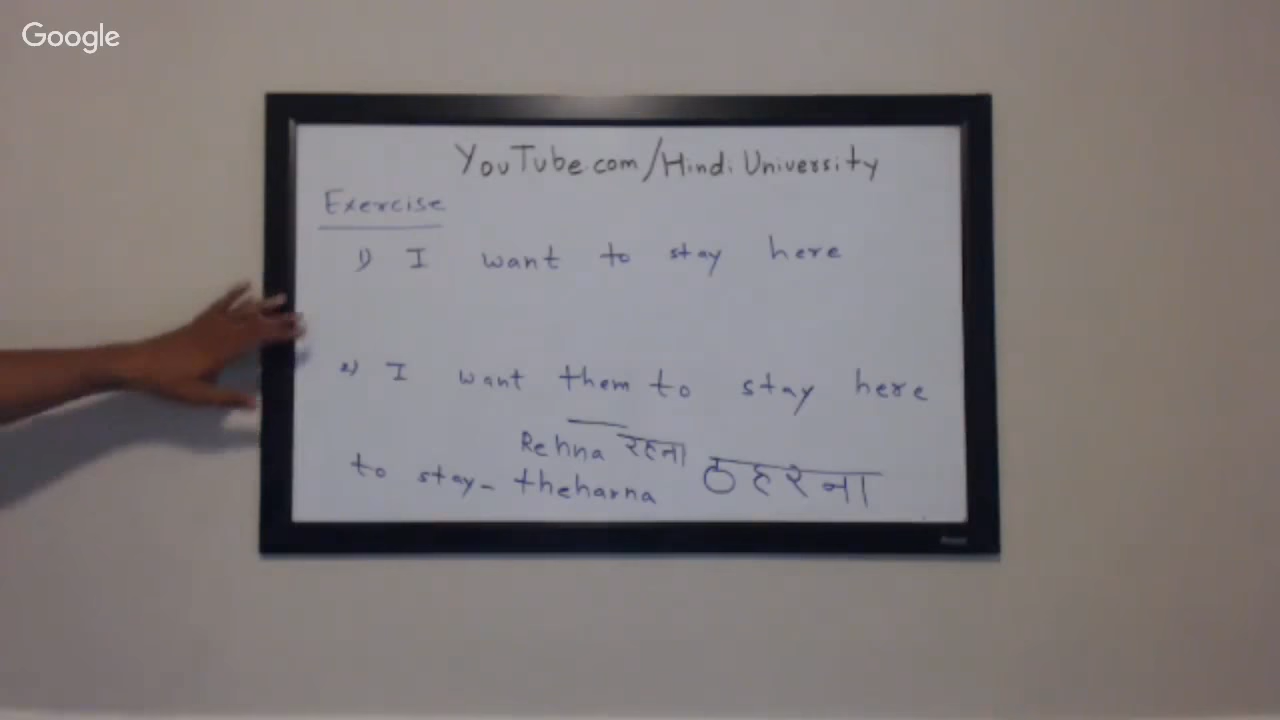 Google
YouTube.com/Hindi University
Exercise
1) I want to stay here
2) I want them to stay here
Rehna रहना
to stay- theharna ठहरना